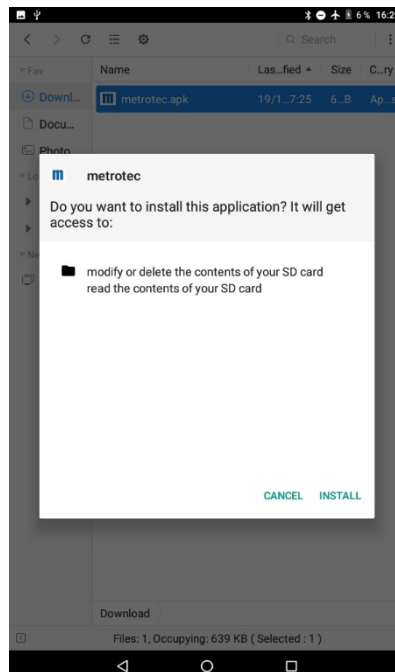 6% 16:2
Search
Fav
Name Las...fied Size C...ry
Downl...
metrotec.apk 19/1...7:25 6...B Ap...s
Docu...
Photo
m metrotec
Lo
Do you want to install this application? It will get
access to:
Ne
modify or delete the contents of your SD card
read the contents of your SD card
CANCEL INSTALL
Download
Files: 1, Occupying: 639 KB ( Selected : 1 )